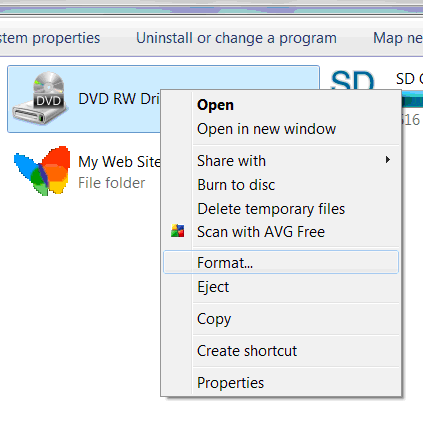 stem properties Uninstall or change a program Map ne
DVD RW Dri
DVD
SD
SD C
516
My Web Site
File folder
Open
Open in new window
Share with
Burn to disc
Delete temporary files
Scan with AVG Free
Format...
Eject
Copy
Create shortcut
Properties